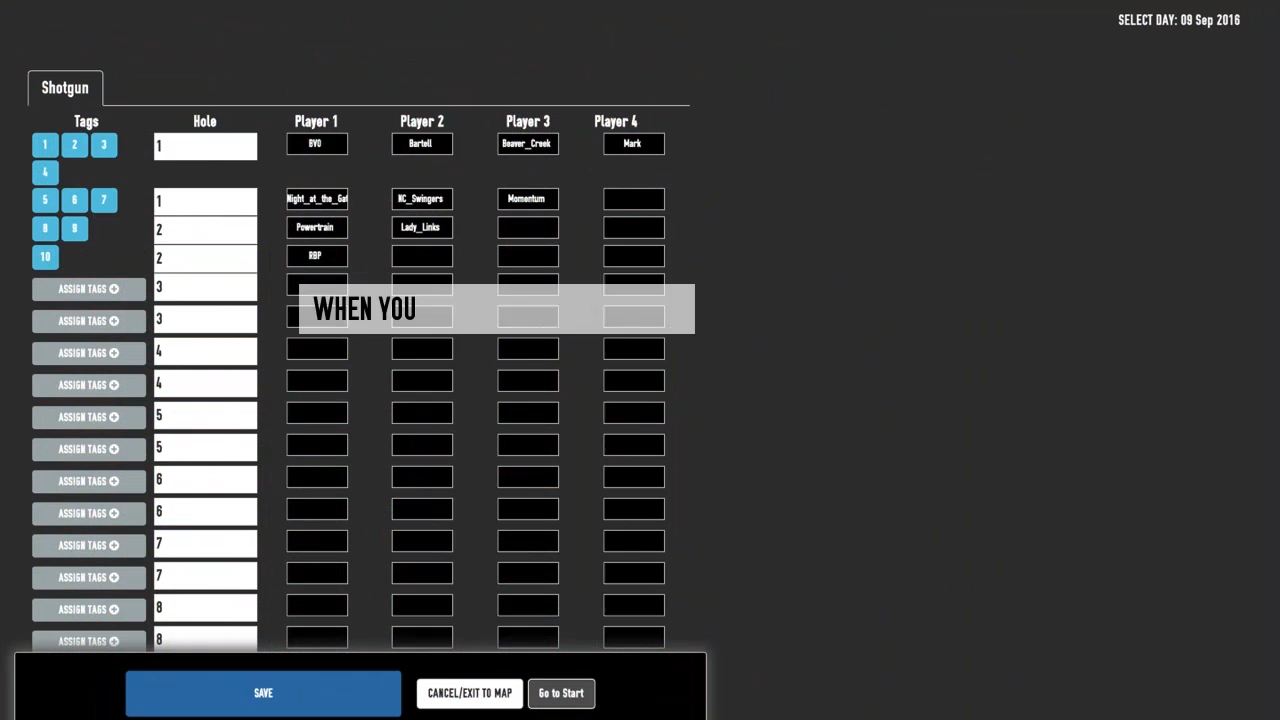 SELECT DAY: 09 Sep 2016
Shotgun
Tags Hole Player 1 Player 2 Player 3 Player 4
1 2 3 1 BVO Bartell Beaver_Creek Mark
4
5 6 7 1 Night_at_the_Gat NC_Swingers Momentum
8 9 2 Powertrain Lady_Links
10 2 RBP
ASSIGN TAGS 3
WHEN YOU
ASSIGN TAGS 3
ASSIGN TAGS 4
ASSIGN TAGS 4
ASSIGN TAGS 5
ASSIGN TAGS 5
ASSIGN TAGS 6
ASSIGN TAGS 6
ASSIGN TAGS 7
ASSIGN TAGS 7
ASSIGN TAGS 8
ASSIGN TAGS 8
SAVE CANCEL/EXIT TO MAP Go to Start